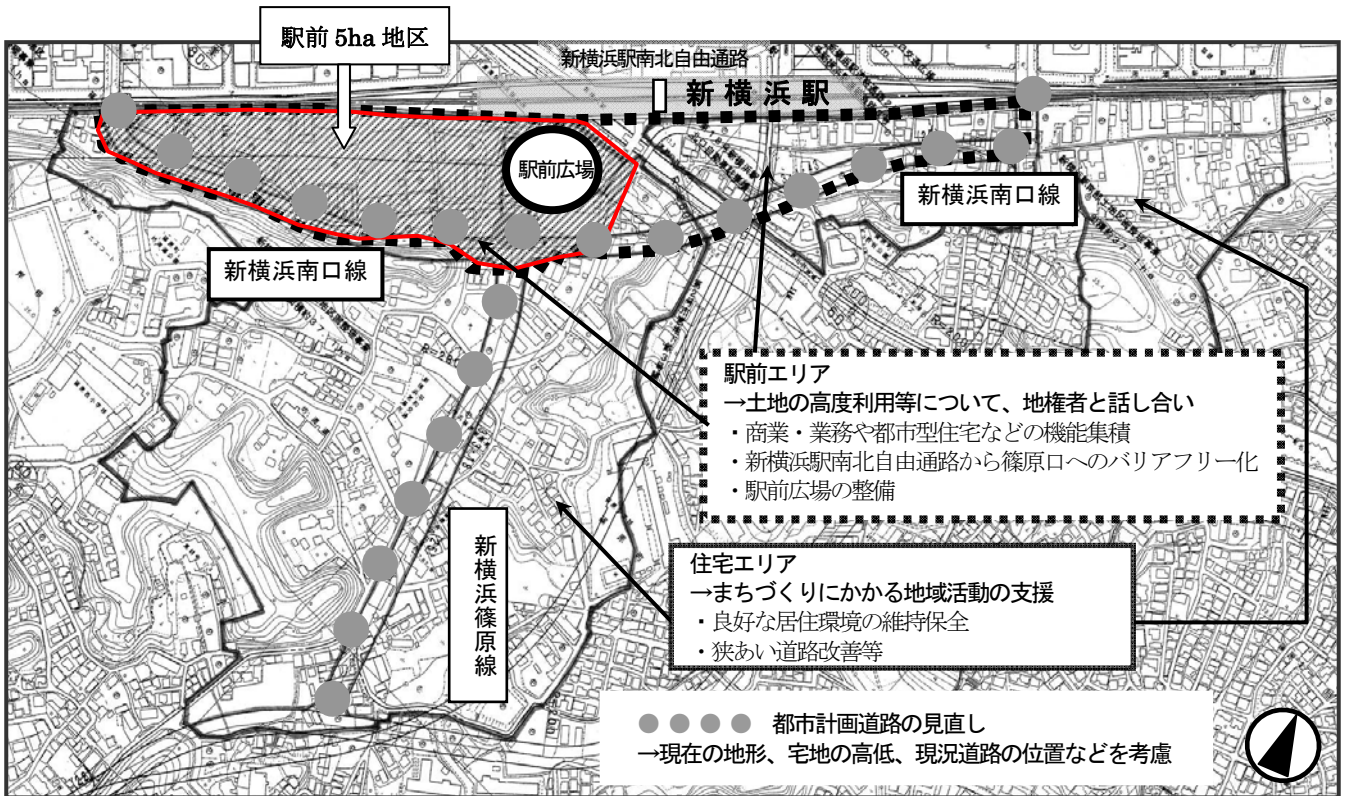 駅前 5ha 地区
新横浜駅南北自由通路
新横浜駅
駅前広場
新横浜南口線
新横浜南口線
駅前エリア
→土地の高度利用等について、地権者と話し合い
・商業・業務や都市型住宅などの機能集積
・新横浜駅南北自由通路から篠原口へのバリアフリー化
・駅前広場の整備
新横浜篠原線
住宅エリア
→まちづくりにかかる地域活動の支援
・良好な居住環境の維持保全
・狭あい道路改善等
都市計画道路の見直し
→現在の地形、宅地の高低、現況道路の位置などを考慮